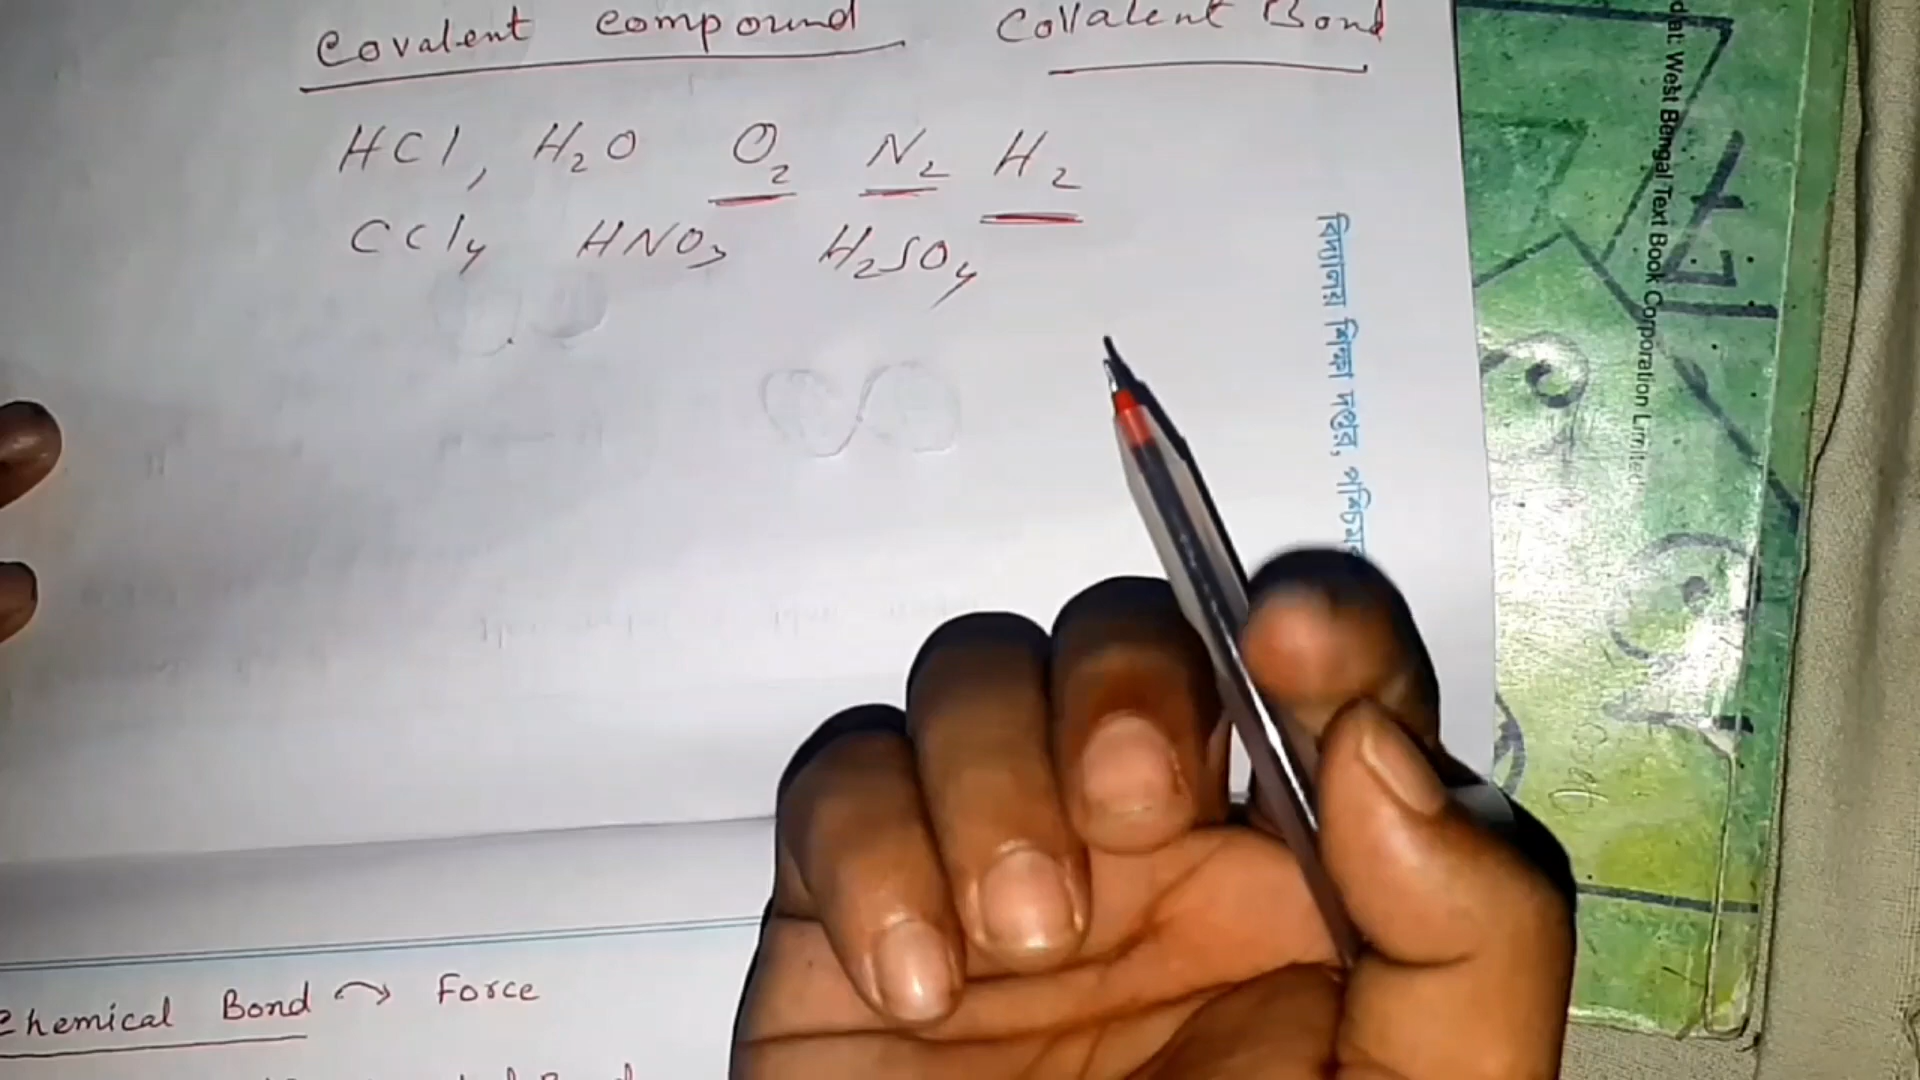 Covalent compound Covalent Bond
HCl, H₂O O₂ N₂ H₂
CCl₄ HNO₃ H₂SO₄
Chemical Bond → Force
বিদ্যালয় শিক্ষা দপ্তর,
West Bengal Text Book Corporation Limited